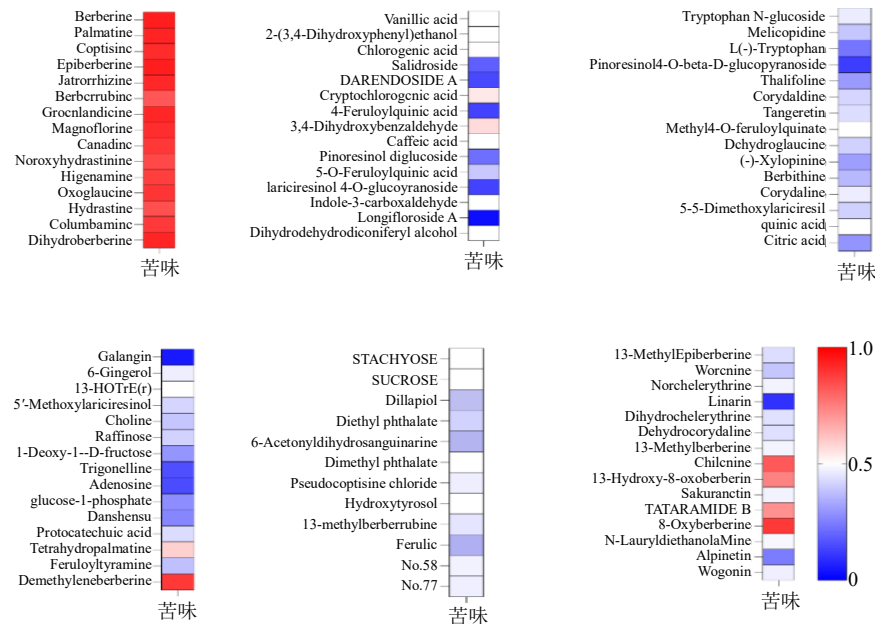 Berberine
Palmatine
Coptisinc
Epiberberine
Jatrorrhizine
Berbcrrubinc
Grocnlandicine
Magnoflorine
Canadinc
Noroxyhydrastinine
Higenamine
Oxoglaucine
Hydrastine
Columbaminc
Dihydroberberine
苦味
Vanillic acid
2-(3,4-Dihydroxyphenyl)ethanol
Chlorogenic acid
Salidroside
DARENDOSIDE A
Cryptochlorogcnic acid
4-Feruloylquinic acid
3,4-Dihydroxybenzaldehyde
Caffeic acid
Pinoresinol diglucoside
5-O-Feruloylquinic acid
lariciresinol 4-O-glucoyranoside
Indole-3-carboxaldehyde
Longifloroside A
Dihydrodehydrodiconiferyl alcohol
苦味
Tryptophan N-glucoside
Melicopidine
L(-)-Tryptophan
Pinoresinol4-O-beta-D-glucopyranoside
Thalifoline
Corydaldine
Tangeretin
Methyl4-O-feruloylquinate
Dchydroglaucine
(-)-Xylopinine
Berbithine
Corydaline
5-5-Dimethoxylariciresil
quinic acid
Citric acid
苦味
Galangin
6-Gingerol
13-HOTrE(r)
5′-Methoxylariciresinol
Choline
Raffinose
1-Deoxy-1--D-fructose
Trigonelline
Adenosine
glucose-1-phosphate
Danshensu
Protocatechuic acid
Tetrahydropalmatine
Feruloyltyramine
Demethyleneberberine
苦味
STACHYOSE
SUCROSE
Dillapiol
Diethyl phthalate
6-Acetonyldihydrosanguinarine
Dimethyl phthalate
Pseudocoptisine chloride
Hydroxytyrosol
13-methylberberrubine
Ferulic
No.58
No.77
苦味
13-MethylEpiberberine
Worcnine
Norchelerythrine
Linarin
Dihydrochelerythrine
Dehydrocorydaline
13-Methylberberine
Chilcnine
13-Hydroxy-8-oxoberberin
Sakuranctin
TATARAMIDE B
8-Oxyberberine
N-LauryldiethanolaMine
Alpinetin
Wogonin
苦味
1.0
0.5
0